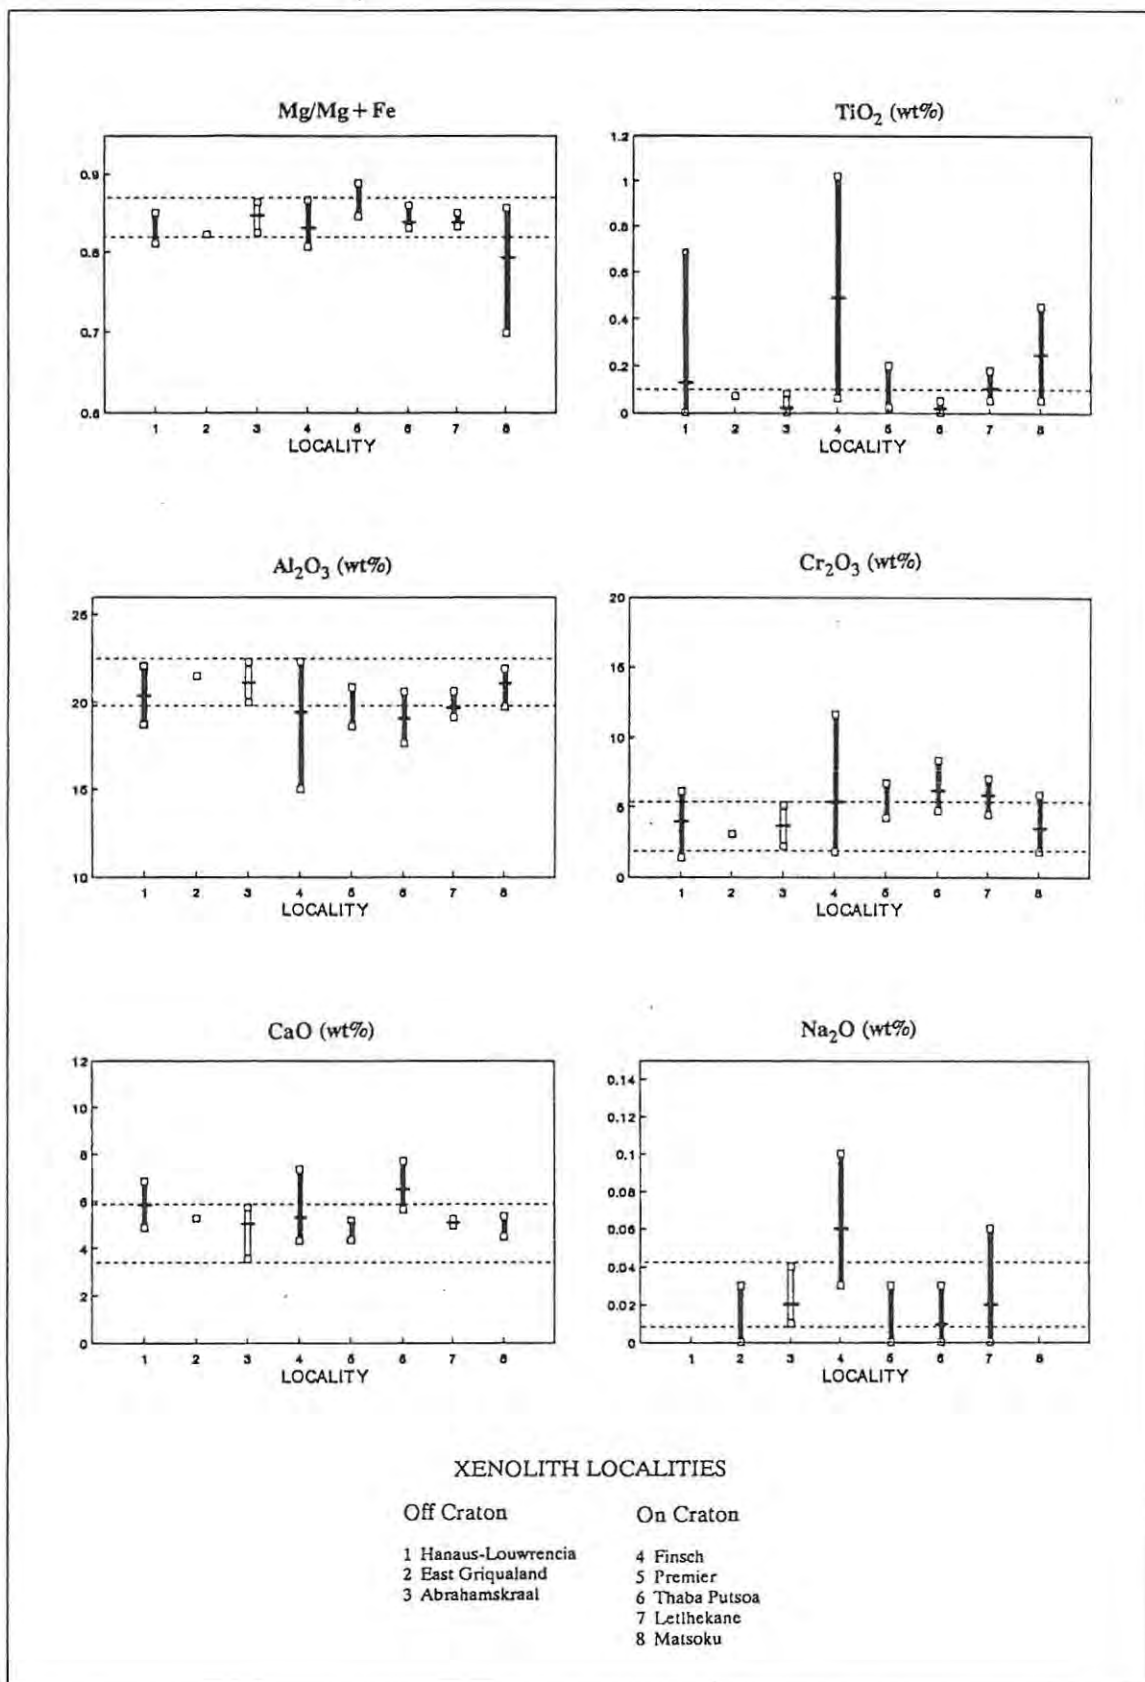 Mg/Mg + Fe
0.9
0.8
0.7
0.6
1 2 3 4 5 6 7 8
LOCALITY
TiO₂ (wt%)
1.2
1
0.8
0.6
0.4
0.2
0
1 2 3 4 5 6 7 8
LOCALITY
Al₂O₃ (wt%)
25
20
15
10
1 2 3 4 5 6 7 8
LOCALITY
Cr₂O₃ (wt%)
20
15
10
5
0
1 2 3 4 5 6 7 8
LOCALITY
CaO (wt%)
12
10
8
6
4
2
0
1 2 3 4 5 6 7 8
LOCALITY
Na₂O (wt%)
0.14
0.12
0.1
0.08
0.06
0.04
0.02
0
1 2 3 4 5 6 7 8
LOCALITY
XENOLITH LOCALITIES
Off Craton
1 Hanaus-Louwrencia
2 East Griqualand
3 Abrahamskraal
On Craton
4 Finsch
5 Premier
6 Thaba Putsoa
7 Letlhekane
8 Matsoku